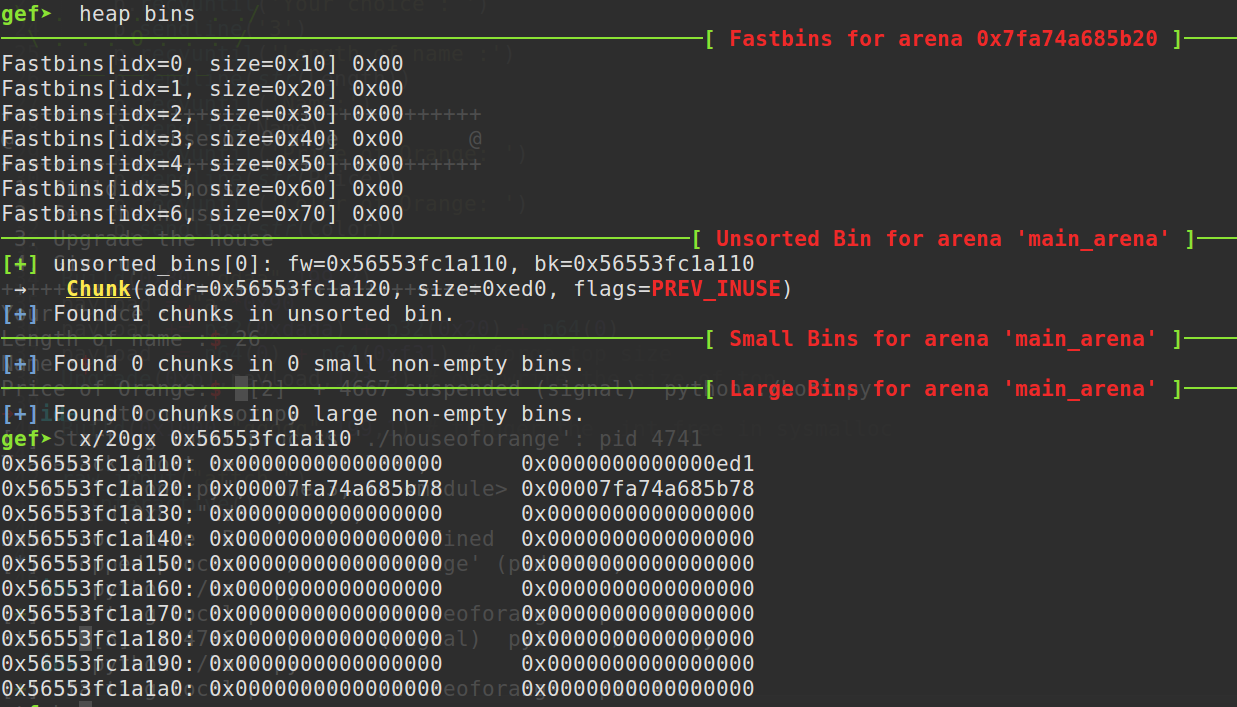 gef➤  heap bins
[ Fastbins for arena 0x7fa74a685b20 ]
Fastbins[idx=0, size=0x10] 0x00
Fastbins[idx=1, size=0x20] 0x00
Fastbins[idx=2, size=0x30] 0x00
Fastbins[idx=3, size=0x40] 0x00
Fastbins[idx=4, size=0x50] 0x00
Fastbins[idx=5, size=0x60] 0x00
Fastbins[idx=6, size=0x70] 0x00
[ Unsorted Bin for arena 'main_arena' ]
[+] unsorted_bins[0]: fw=0x56553fc1a110, bk=0x56553fc1a110
→   Chunk(addr=0x56553fc1a120, size=0xed0, flags=PREV_INUSE)
[+] Found 1 chunks in unsorted bin.
[ Small Bins for arena 'main_arena' ]
[+] Found 0 chunks in 0 small non-empty bins.
[ Large Bins for arena 'main_arena' ]
[+] Found 0 chunks in 0 large non-empty bins.
gef➤  x/20gx 0x56553fc1a110
0x56553fc1a110: 0x0000000000000000 0x0000000000000ed1
0x56553fc1a120: 0x00007fa74a685b78 0x00007fa74a685b78
0x56553fc1a130: 0x0000000000000000 0x0000000000000000
0x56553fc1a140: 0x0000000000000000 0x0000000000000000
0x56553fc1a150: 0x0000000000000000 0x0000000000000000
0x56553fc1a160: 0x0000000000000000 0x0000000000000000
0x56553fc1a170: 0x0000000000000000 0x0000000000000000
0x56553fc1a180: 0x0000000000000000 0x0000000000000000
0x56553fc1a190: 0x0000000000000000 0x0000000000000000
0x56553fc1a1a0: 0x0000000000000000 0x0000000000000000